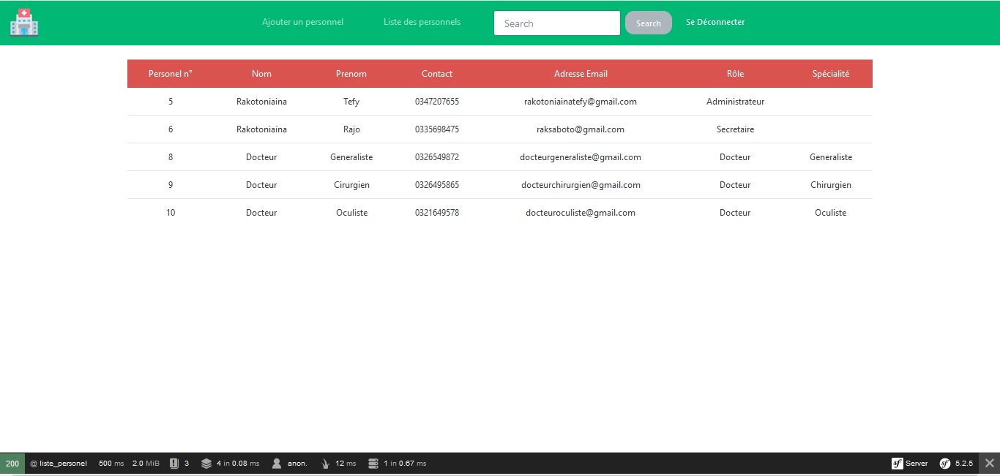 Ajouter un personnel Liste des personnels Search Search Se Déconnecter
Personel n° Nom Prenom Contact Adresse Email Rôle Spécialité
5 Rakotoniaina Tefy 0347207655 rakotoniainatefy@gmail.com Administrateur
6 Rakotoniaina Rajo 0335698475 raksaboto@gmail.com Secretaire
8 Docteur Generaliste 0326549872 docteurgeneraliste@gmail.com Docteur Generaliste
9 Docteur Cirurgien 0326495865 docteurchirurgien@gmail.com Docteur Chirurgien
10 Docteur Oculiste 0321649578 docteuroculiste@gmail.com Docteur Oculiste
200 @ liste_personel 500 ms 2.0 MiB 3 4 in 0.08 ms anon. 12 ms 1 in 0.67 ms sf Server sf 5.2.5